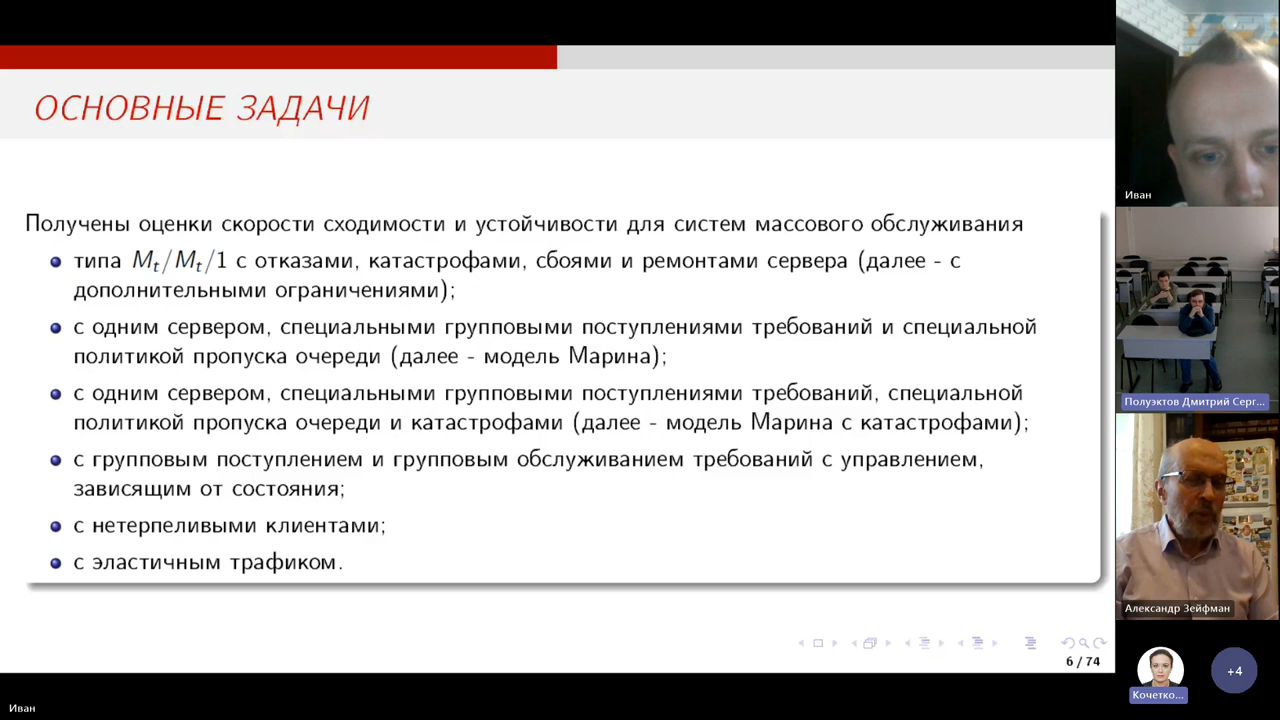 ОСНОВНЫЕ ЗАДАЧИ
Получены оценки скорости сходимости и устойчивости для систем массового обслуживания
типа Mₜ/Mₜ/1 с отказами, катастрофами, сбоями и ремонтами сервера (далее - с
дополнительными ограничениями);
с одним сервером, специальными групповыми поступлениями требований и специальной
политикой пропуска очереди (далее - модель Марина);
с одним сервером, специальными групповыми поступлениями требований, специальной
политикой пропуска очереди и катастрофами (далее - модель Марина с катастрофами);
с групповым поступлением и групповым обслуживанием требований с управлением,
зависящим от состояния;
с нетерпеливыми клиентами;
с эластичным трафиком.
6 / 74
Иван
Иван
Полуэктов Дмитрий Серг...
Александр Зейфман
Кочетко...
+4